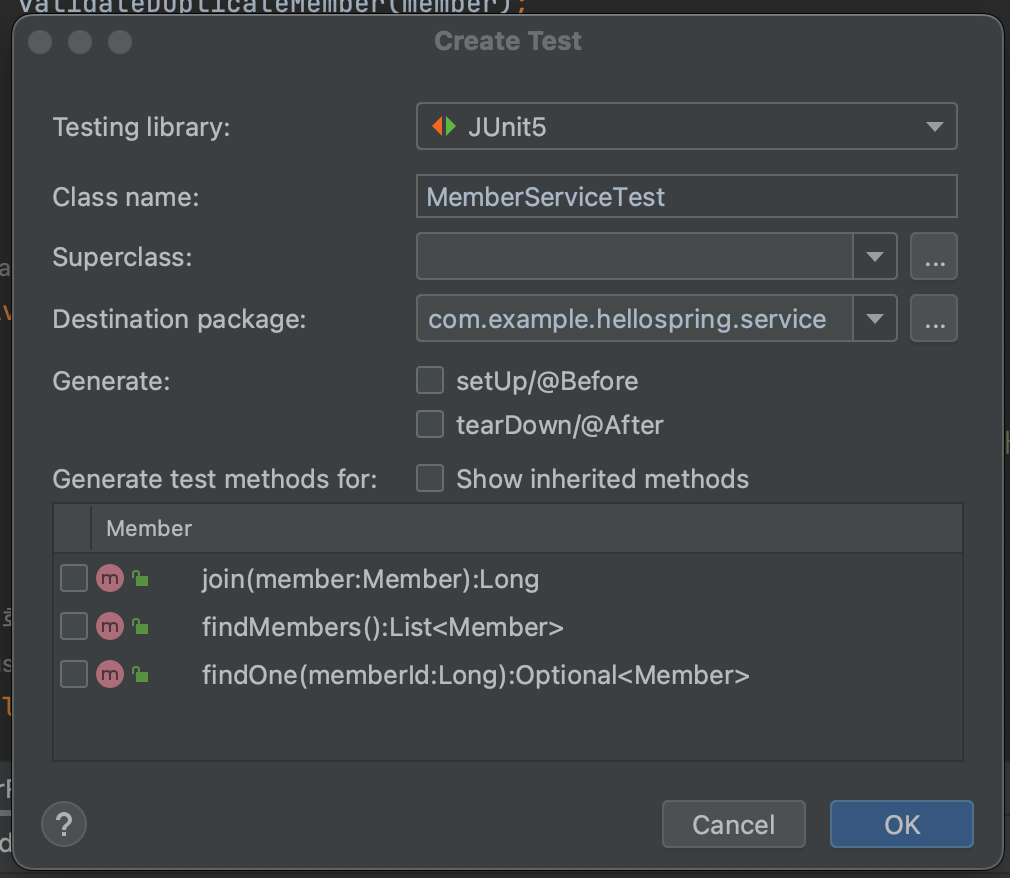 validateDuplicateMember(member);
Create Test
Testing library:
JUnit5
Class name:
MemberServiceTest
Superclass:
...
Destination package:
com.example.hellospring.service
...
Generate:
setUp/@Before
tearDown/@After
Generate test methods for:
Show inherited methods
Member
m join(member:Member):Long
m findMembers():List<Member>
m findOne(memberId:Long):Optional<Member>
?
Cancel
OK